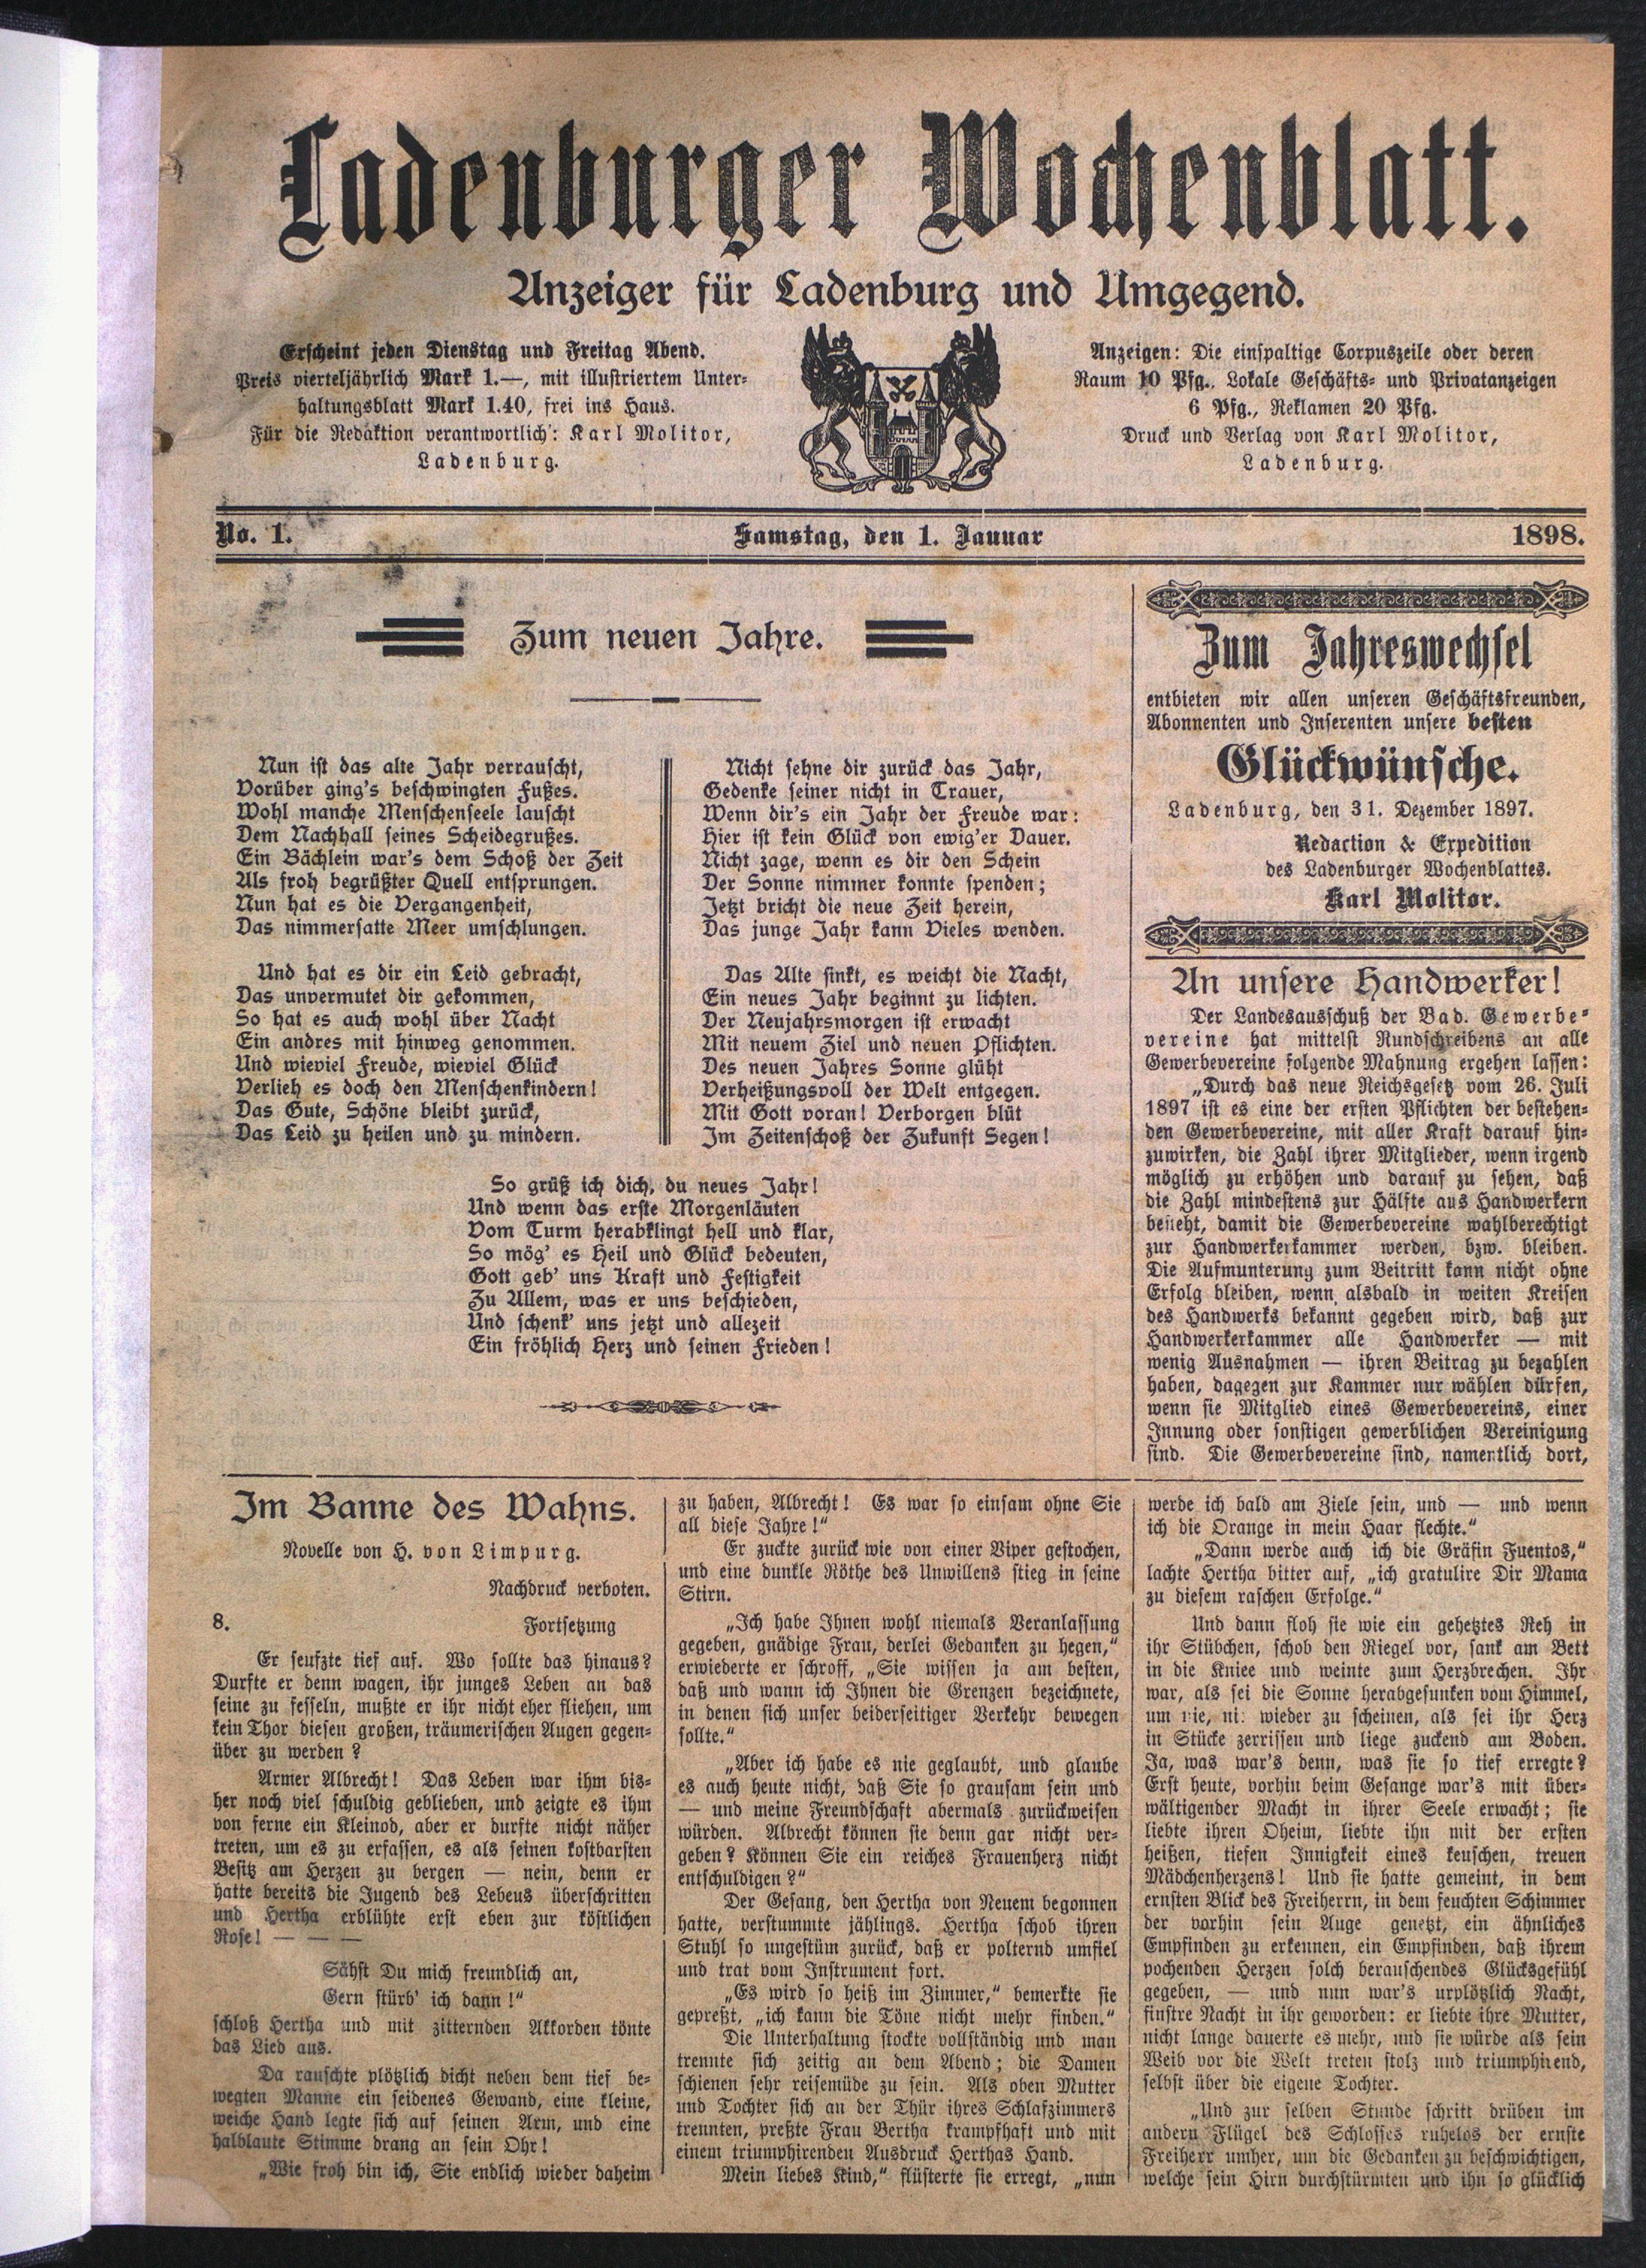 Ladenburger Wochenblatt.
Anzeiger für Ladenburg und Umgegend.
Erscheint jeden Dienstag und Freitag Abend.
Preis vierteljährlich Mark 1.—, mit illustriertem Unter-
haltungsblatt Mark 1.40, frei ins Haus.
Für die Redaktion verantwortlich: Karl Molitor,
Ladenburg.
Anzeigen: Die einspaltige Corpuszeile oder deren
Raum 10 Pfg., Lokale Geschäfts- und Privatanzeigen
6 Pfg., Reklamen 20 Pfg.
Druck und Verlag von Karl Molitor,
Ladenburg.
No. 1. Samstag, den 1. Januar 1898.
Zum neuen Jahre.
Nun ist das alte Jahr verrauscht,
Vorüber ging's beschwingten Fußes.
Wohl manche Menschenseele lauscht
Dem Nachhall seines Scheidegrußes.
Ein Bächlein war's dem Schoß der Zeit
Als froh begrüßter Quell entsprungen.
Nun hat es die Vergangenheit,
Das nimmersatte Meer umschlungen.
Und hat es dir ein Leid gebracht,
Das unvermutet dir gekommen,
So hat es auch wohl über Nacht
Ein andres mit hinweg genommen.
Und wieviel Freude, wieviel Glück
Verlieh es doch den Menschenkindern!
Das Gute, Schöne bleibt zurück,
Das Leid zu heilen und zu mindern.
Nicht sehne dir zurück das Jahr,
Gedenke seiner nicht in Trauer,
Wenn dir's ein Jahr der Freude war:
Hier ist kein Glück von ewig'er Dauer.
Nicht zage, wenn es dir den Schein
Der Sonne nimmer konnte spenden;
Jetzt bricht die neue Zeit herein,
Das junge Jahr kann Vieles wenden.
Das Alte sinkt, es weicht die Nacht,
Ein neues Jahr beginnt zu lichten.
Der Neujahrsmorgen ist erwacht
Mit neuem Ziel und neuen Pflichten.
Des neuen Jahres Sonne glüht
Verheißungsvoll der Welt entgegen.
Mit Gott voran! Verborgen blüt
Im Zeitenschoß der Zukunft Segen!
So grüß ich dich, du neues Jahr!
Und wenn das erste Morgenläuten
Vom Turm herabklingt hell und klar,
So mög' es Heil und Glück bedeuten,
Gott geb' uns Kraft und Festigkeit
Zu Allem, was er uns beschieden,
Und schenk' uns jetzt und allezeit
Ein fröhlich Herz und seinen Frieden!
Zum Jahreswechsel
entbieten wir allen unseren Geschäftsfreunden,
Abonnenten und Inserenten unsere besten
Glückwünsche.
Ladenburg, den 31. Dezember 1897.
Redaction & Expedition
des Ladenburger Wochenblattes.
Karl Molitor.
An unsere Handwerker!
Der Landesausschuß der Bad. Gewerbe-
vereine hat mittelst Rundschreibens an alle
Gewerbevereine folgende Mahnung ergehen lassen:
„Durch das neue Reichsgesetz vom 26. Juli
1897 ist es eine der ersten Pflichten der bestehen-
den Gewerbevereine, mit aller Kraft darauf hin-
zuwirken, die Zahl ihrer Mitglieder, wenn irgend
möglich zu erhöhen und darauf zu sehen, daß
die Zahl mindestens zur Hälfte aus Handwerkern
besteht, damit die Gewerbevereine wahlberechtigt
zur Handwerkerkammer werden, bzw. bleiben.
Die Aufmunterung zum Beitritt kann nicht ohne
Erfolg bleiben, wenn alsbald in weiten Kreisen
des Handwerks bekannt gegeben wird, daß zur
Handwerkerkammer alle Handwerker — mit
wenig Ausnahmen — ihren Beitrag zu bezahlen
haben, dagegen zur Kammer nur wählen dürfen,
wenn sie Mitglied eines Gewerbevereins, einer
Innung oder sonstigen gewerblichen Vereinigung
sind. Die Gewerbevereine sind, namentlich dort,
Im Banne des Wahns.
Novelle von H. von Limpurg.
Nachdruck verboten.
8. Fortsetzung
Er seufzte tief auf. Wo sollte das hinaus?
Durfte er denn wagen, ihr junges Leben an das
seine zu fesseln, mußte er ihr nicht eher fliehen, um
kein Thor diesen großen, träumerischen Augen gegen-
über zu werden?
Armer Albrecht! Das Leben war ihm bis-
her noch viel schuldig geblieben, und zeigte es ihm
von ferne ein Kleinod, aber er durfte nicht näher
treten, um es zu erfassen, es als seinen kostbarsten
Besitz am Herzen zu bergen — nein, denn er
hatte bereits die Jugend des Lebeus überschritten
und Hertha erblühte erst eben zur köstlichen
Rose! — — —
Sähst Du mich freundlich an,
Gern stürb' ich dann!“
schloß Hertha und mit zitternden Akkorden tönte
das Lied aus.
Da rauschte plötzlich dicht neben dem tief be-
wegten Manne ein seidenes Gewand, eine kleine,
weiche Hand legte sich auf seinen Arm, und eine
halblaute Stimme drang an sein Ohr!
„Wie froh bin ich, Sie endlich wieder daheim
zu haben, Albrecht! Es war so einsam ohne Sie
all diese Jahre!“
Er zuckte zurück wie von einer Viper gestochen,
und eine dunkle Röthe des Unwillens stieg in seine
Stirn.
„Ich habe Ihnen wohl niemals Veranlassung
gegeben, gnädige Frau, derlei Gedanken zu hegen,“
erwiederte er schroff, „Sie wissen ja am besten,
daß und wann ich Ihnen die Grenzen bezeichnete,
in denen sich unser beiderseitiger Verkehr bewegen
sollte.“
„Aber ich habe es nie geglaubt, und glaube
es auch heute nicht, daß Sie so grausam sein und
— und meine Freundschaft abermals zurückweisen
würden. Albrecht können sie denn gar nicht ver-
geben? Können Sie ein reiches Frauenherz nicht
entschuldigen?“
Der Gesang, den Hertha von Neuem begonnen
hatte, verstummte jählings. Hertha schob ihren
Stuhl so ungestüm zurück, daß er polternd umfiel
und trat vom Instrument fort.
„Es wird so heiß im Zimmer,“ bemerkte sie
gepreßt, „ich kann die Töne nicht mehr finden.“
Die Unterhaltung stockte vollständig und man
trennte sich zeitig an dem Abend; die Damen
schienen sehr reisemüde zu sein. Als oben Mutter
und Tochter sich an der Thür ihres Schlafzimmers
trennten, preßte Frau Bertha krampfhaft und mit
einem triumphirenden Ausdruck Herthas Hand.
Mein liebes Kind,“ flüsterte sie erregt, „nun
werde ich bald am Ziele sein, und — und wenn
ich die Orange in mein Haar flechte.“
„Dann werde auch ich die Gräfin Fuentos,“
lachte Hertha bitter auf, „ich gratulire Dir Mama
zu diesem raschen Erfolge.“
Und dann floh sie wie ein gehetztes Reh in
ihr Stübchen, schob den Riegel vor, sank am Bett
in die Kniee und weinte zum Herzbrechen. Ihr
war, als sei die Sonne herabgesunken vom Himmel,
um nie, ni: wieder zu scheinen, als sei ihr Herz
in Stücke zerrissen und liege zuckend am Boden.
Ja, was war's denn, was sie so tief erregte?
Erst heute, vorhin beim Gesange war's mit über-
wältigender Macht in ihrer Seele erwacht; sie
liebte ihren Oheim, liebte ihn mit der ersten
heißen, tiefen Innigkeit eines keuschen, treuen
Mädchenherzens! Und sie hatte gemeint, in dem
ernsten Blick des Freiherrn, in dem feuchten Schimmer
der vorhin sein Auge genetzt, ein ähnliches
Empfinden zu erkennen, ein Empfinden, daß ihrem
pochenden Herzen solch berauschendes Glücksgefühl
gegeben, — und nun war's urplötzlich Nacht,
finstre Nacht in ihr geworden: er liebte ihre Mutter,
nicht lange dauerte es mehr, und sie würde als sein
Weib vor die Welt treten stolz und triumphirend,
selbst über die eigene Tochter.
„Und zur selben Stunde schritt drüben im
andern Flügel des Schlosses ruhelos der ernste
Freiherr umher, um die Gedanken zu beschwichtigen,
welche sein Hirn durchstürmten und ihn so glücklich